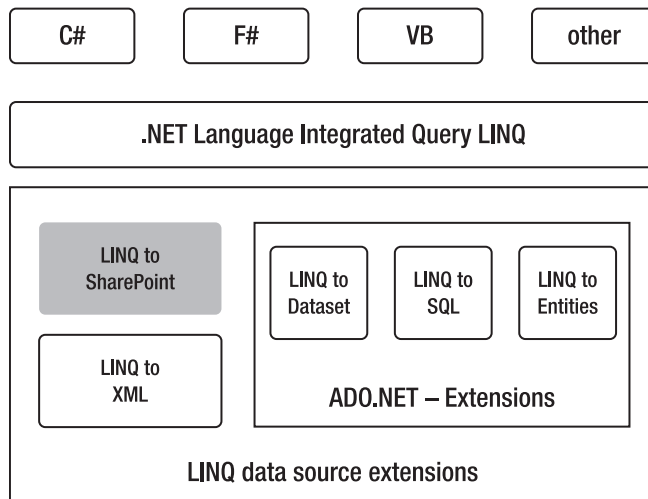 C#
F#
VB
other
.NET Language Integrated Query LINQ
LINQ to
SharePoint
LINQ to
Dataset
LINQ to
SQL
LINQ to
Entities
LINQ to
XML
ADO.NET – Extensions
LINQ data source extensions